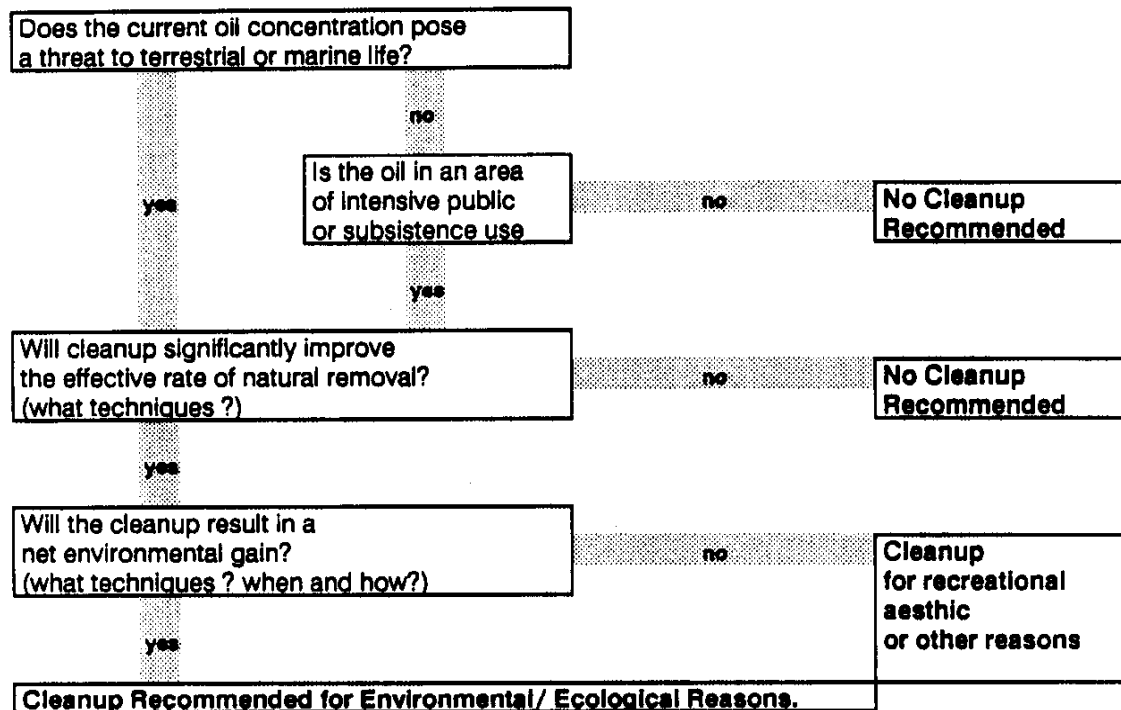 Does the current oil concentration pose
a threat to terrestrial or marine life?
no
Is the oil in an area
of intensive public
or subsistence use
yes
no
No Cleanup
Recommended
yes
Will cleanup significantly improve
the effective rate of natural removal?
(what techniques ?)
no
No Cleanup
Recommended
yes
Will the cleanup result in a
net environmental gain?
(what techniques ? when and how?)
no
Cleanup
for recreational
aesthic
or other reasons
yes
Cleanup Recommended for Environmental/ Ecological Reasons.